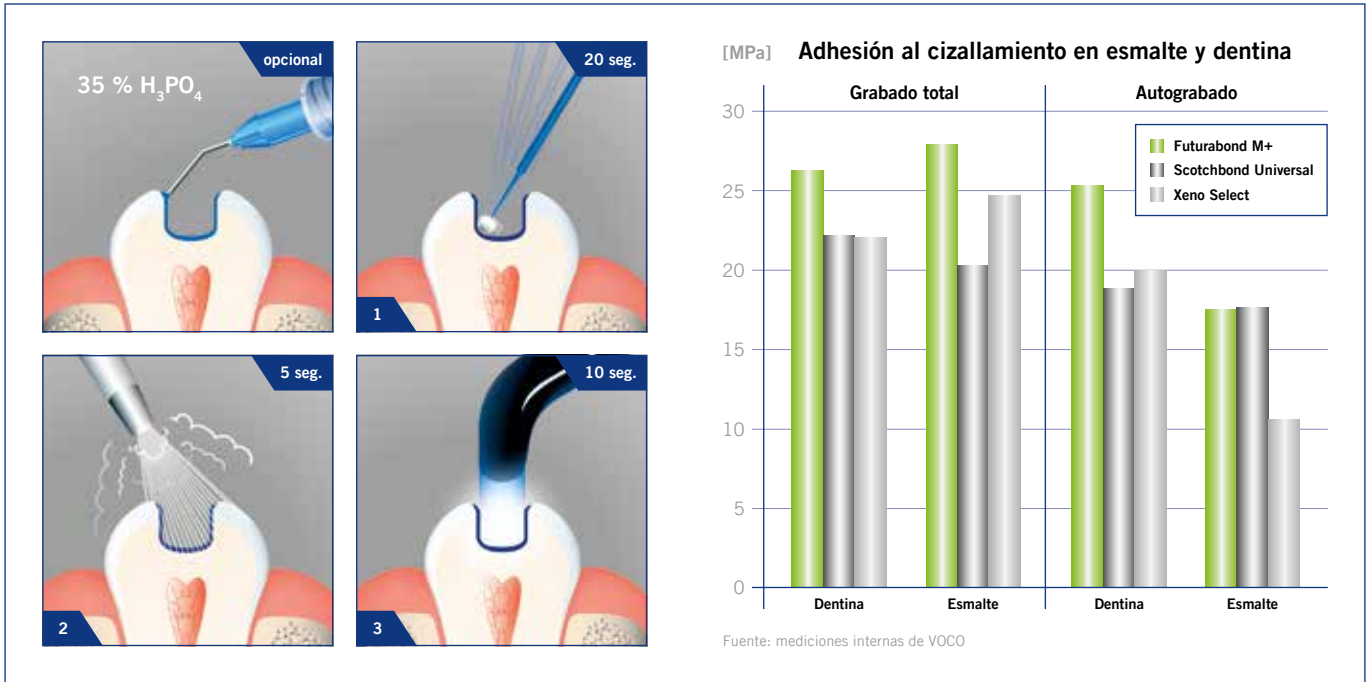 opcional
35 % H₃PO₄
20 seg.
1
5 seg.
2
10 seg.
3
[MPa] Adhesión al cizallamiento en esmalte y dentina
Grabado total Autograbado
Futurabond M+
Scotchbond Universal
Xeno Select
30
25
20
15
10
5
0
Dentina Esmalte Dentina Esmalte
Fuente: mediciones internas de VOCO